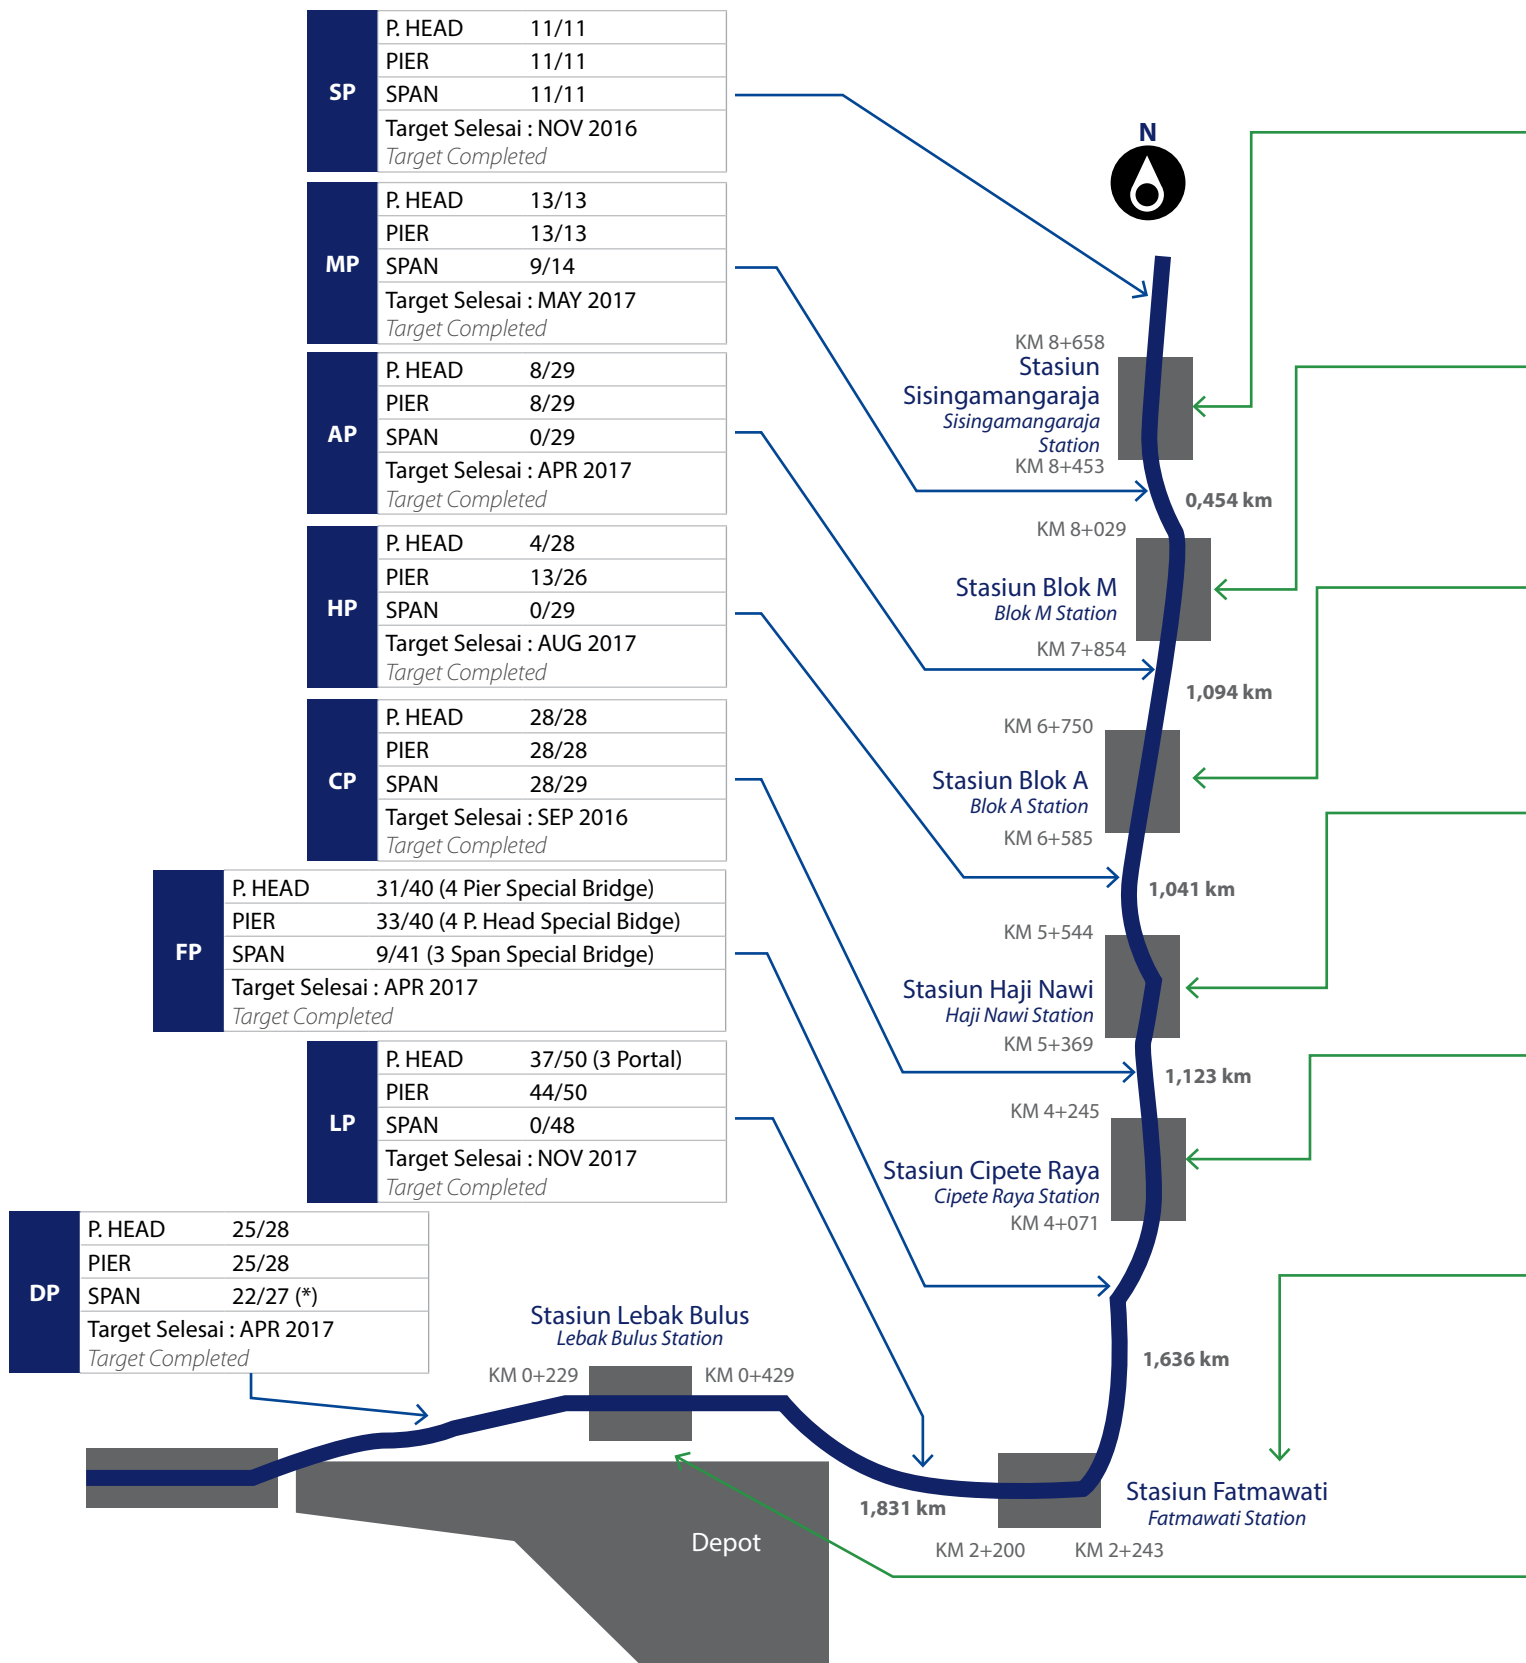 SP
P. HEAD 11/11
PIER 11/11
SPAN 11/11
Target Selesai : NOV 2016
Target Completed
MP
P. HEAD 13/13
PIER 13/13
SPAN 9/14
Target Selesai : MAY 2017
Target Completed
AP
P. HEAD 8/29
PIER 8/29
SPAN 0/29
Target Selesai : APR 2017
Target Completed
HP
P. HEAD 4/28
PIER 13/26
SPAN 0/29
Target Selesai : AUG 2017
Target Completed
CP
P. HEAD 28/28
PIER 28/28
SPAN 28/29
Target Selesai : SEP 2016
Target Completed
FP
P. HEAD 31/40 (4 Pier Special Bridge)
PIER 33/40 (4 P. Head Special Bidge)
SPAN 9/41 (3 Span Special Bridge)
Target Selesai : APR 2017
Target Completed
LP
P. HEAD 37/50 (3 Portal)
PIER 44/50
SPAN 0/48
Target Selesai : NOV 2017
Target Completed
DP
P. HEAD 25/28
PIER 25/28
SPAN 22/27 (*)
Target Selesai : APR 2017
Target Completed
N
KM 8+658
Stasiun
Sisingamangaraja
Sisingamangaraja
Station
KM 8+453
0,454 km
KM 8+029
Stasiun Blok M
Blok M Station
KM 7+854
1,094 km
KM 6+750
Stasiun Blok A
Blok A Station
KM 6+585
1,041 km
KM 5+544
Stasiun Haji Nawi
Haji Nawi Station
KM 5+369
1,123 km
KM 4+245
Stasiun Cipete Raya
Cipete Raya Station
KM 4+071
1,636 km
Stasiun Lebak Bulus
Lebak Bulus Station
KM 0+229
KM 0+429
1,831 km
Stasiun Fatmawati
Fatmawati Station
KM 2+200
KM 2+243
Depot